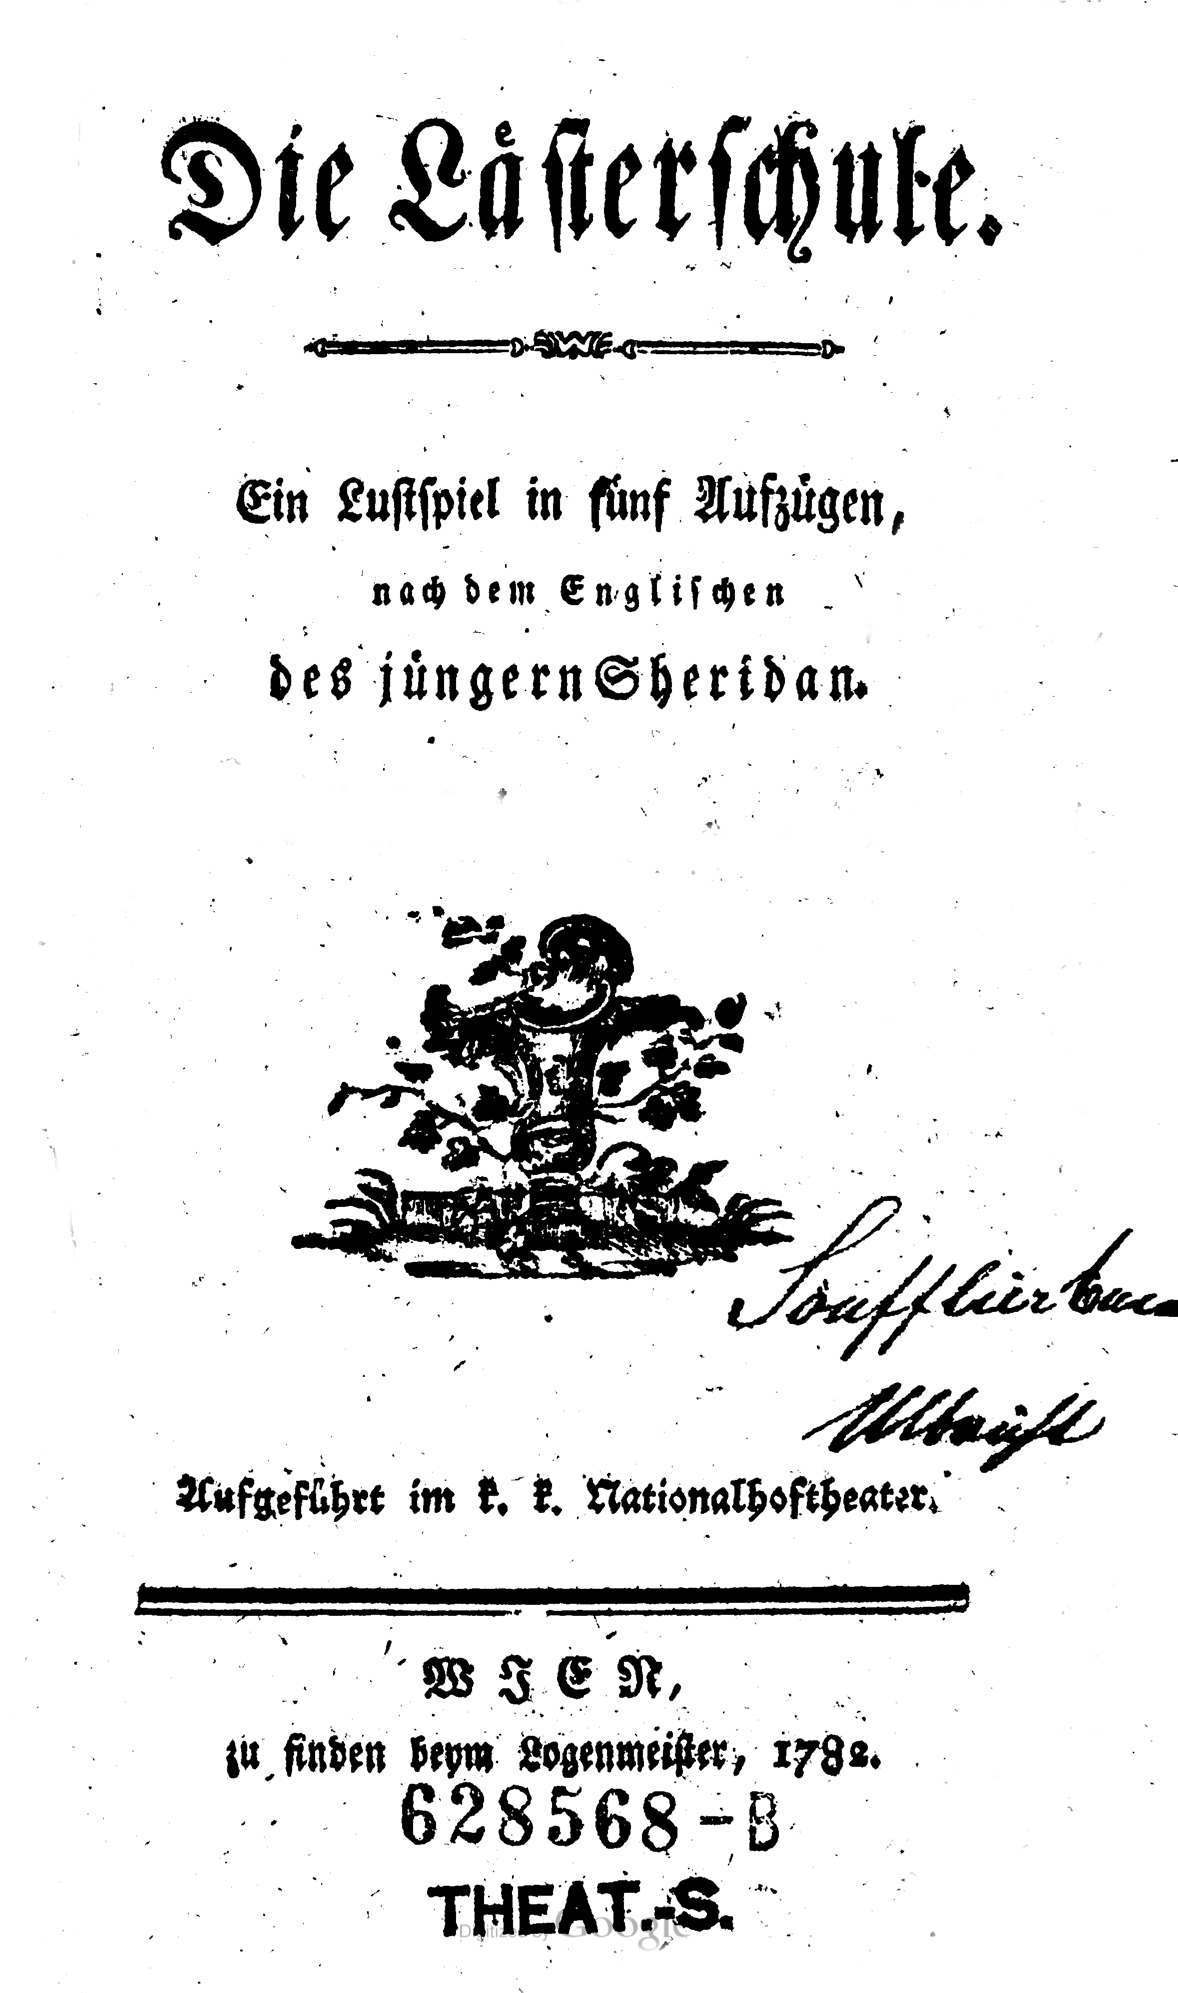 Die Läſterſchule.
Ein Luſtſpiel in fünf Aufzügen,
nach dem Engliſchen
des jüngern Sheridan.
Soufflierbuch
Aufgeführt im k. k. Nationalhoftheater.
WIEN,
zu finden beym Logenmeiſter, 1782.
628568-B
THEAT.-S.
Digitized by Google